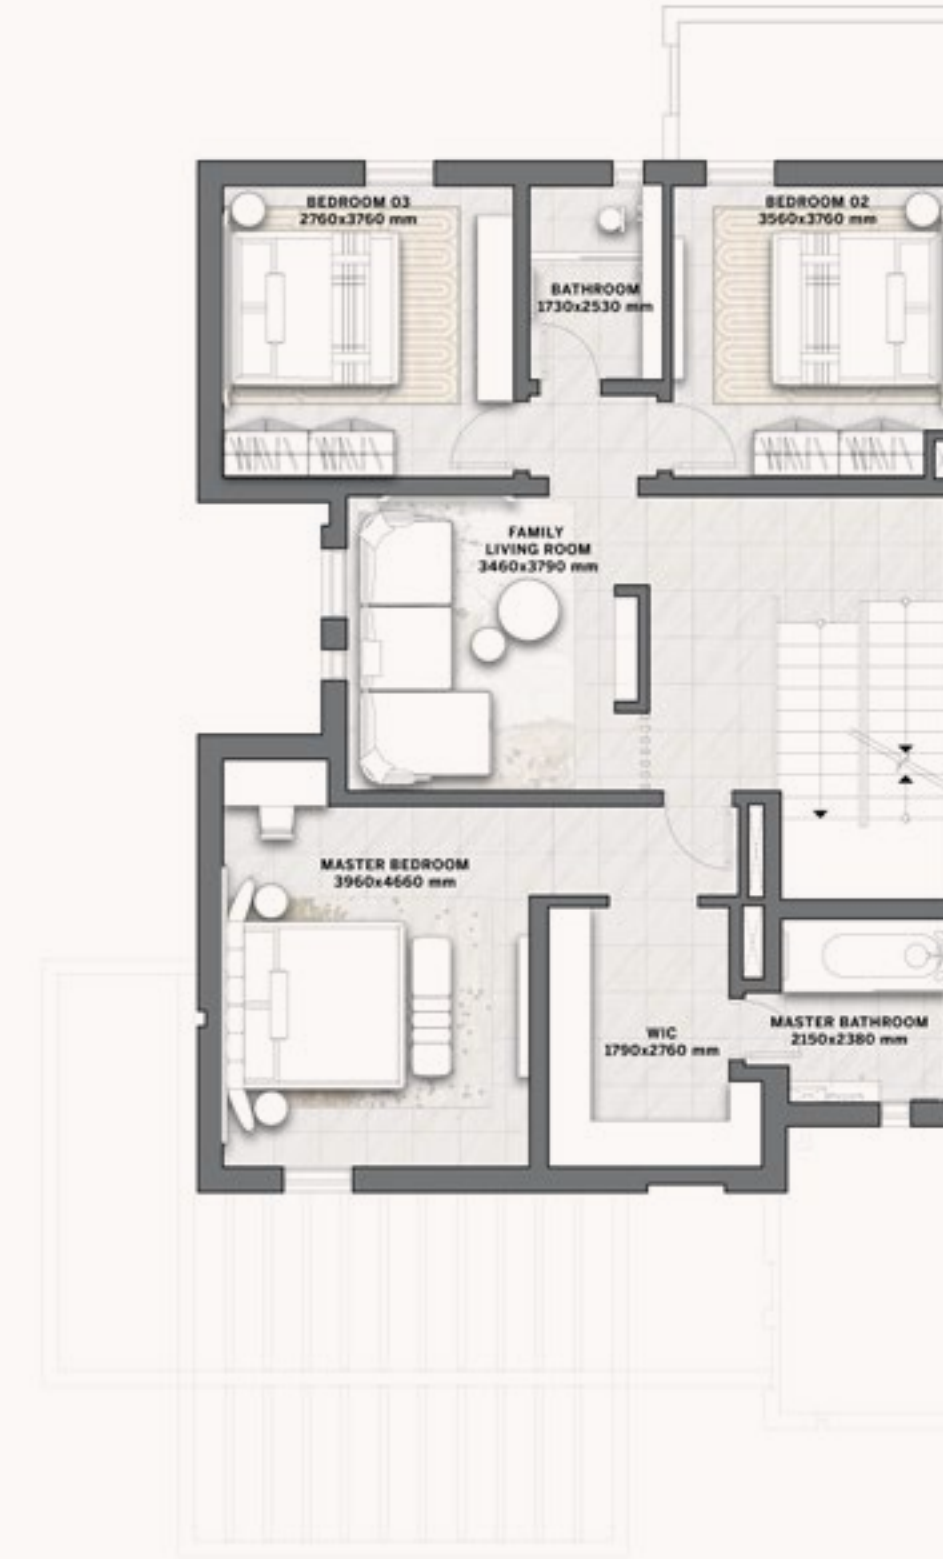 BEDROOM 03
2760x3760 mm
BEDROOM 02
3560x3760 mm
BATHROOM
1730x2530 mm
FAMILY
LIVING ROOM
3460x3790 mm
MASTER BEDROOM
3960x4660 mm
WIC
1790x2760 mm
MASTER BATHROOM
2150x2380 mm